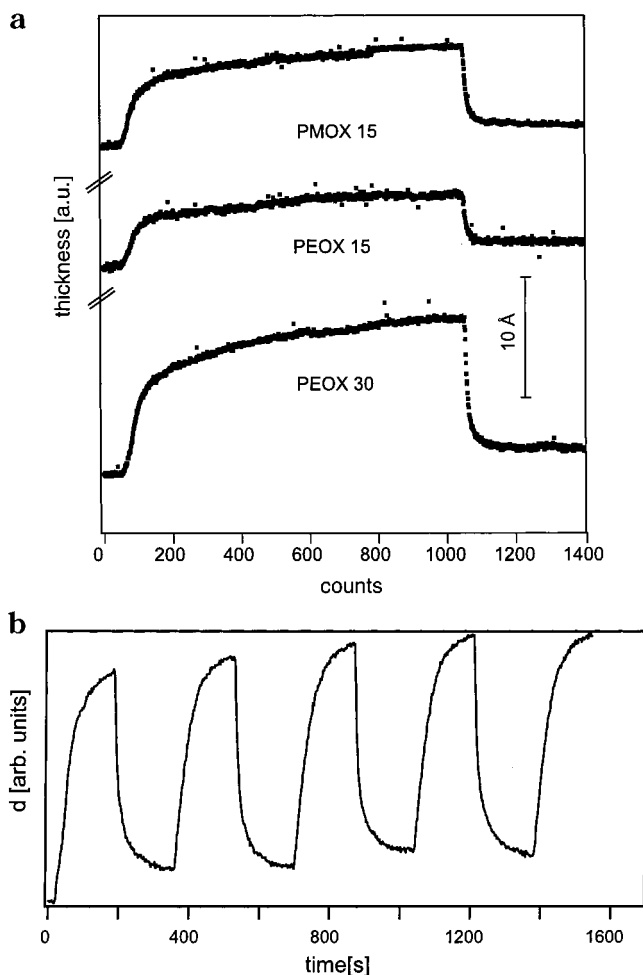 a
thickness [a.u.]
PMOX 15
PEOX 15
PEOX 30
10 Å
0 200 400 600 800 1000 1200 1400
counts
b
d [arb. units]
0 400 800 1200 1600
time[s]